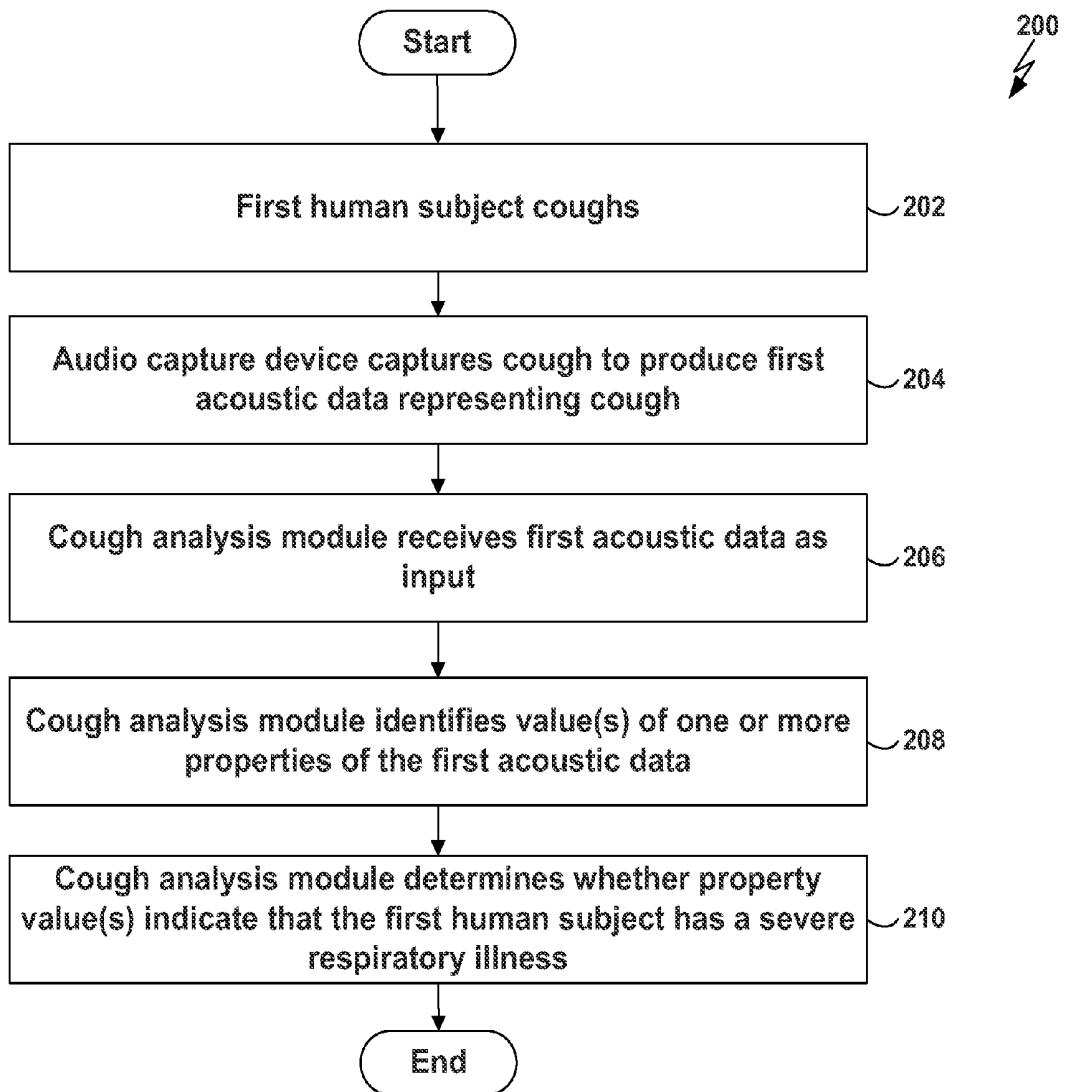 Start
200
First human subject coughs
202
Audio capture device captures cough to produce first
acoustic data representing cough
204
Cough analysis module receives first acoustic data as
input
206
Cough analysis module identifies value(s) of one or more
properties of the first acoustic data
208
Cough analysis module determines whether property
value(s) indicate that the first human subject has a severe
respiratory illness
210
End